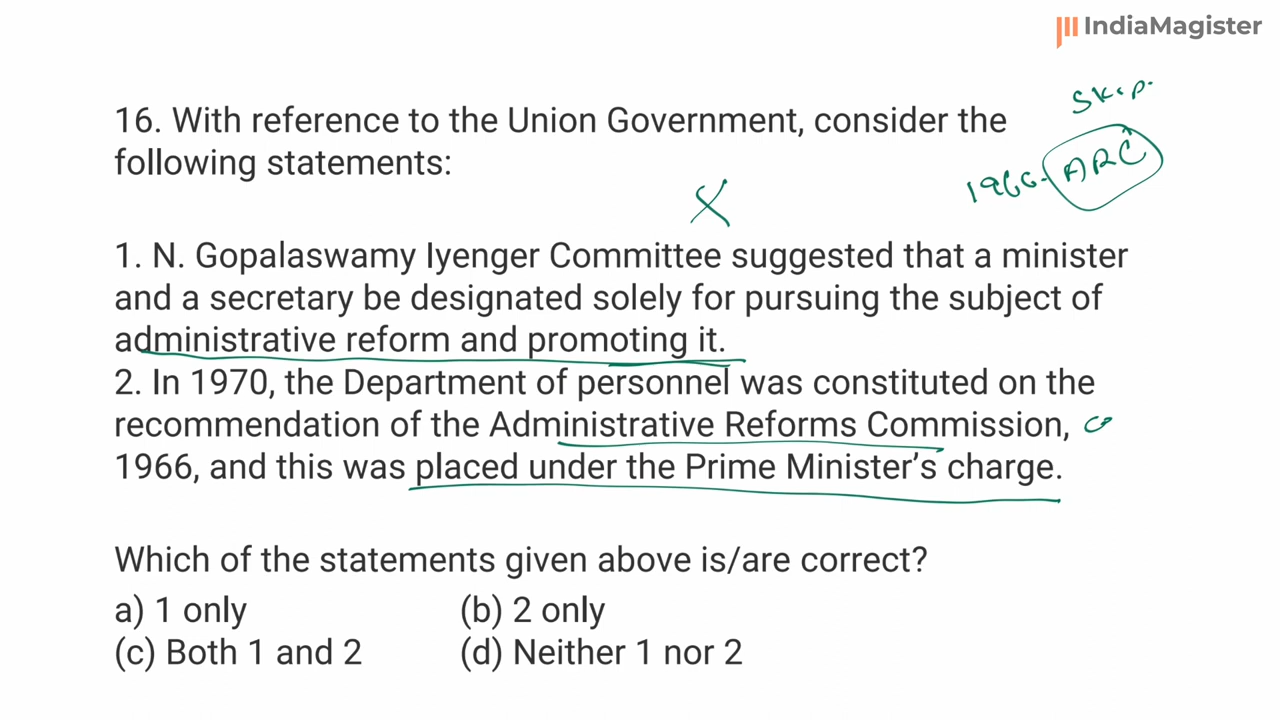 IndiaMagister
Skip.
1966- ARC
16. With reference to the Union Government, consider the
following statements:
1. N. Gopalaswamy Iyenger Committee suggested that a minister
and a secretary be designated solely for pursuing the subject of
administrative reform and promoting it.
2. In 1970, the Department of personnel was constituted on the
recommendation of the Administrative Reforms Commission,
1966, and this was placed under the Prime Minister’s charge.
Which of the statements given above is/are correct?
a) 1 only (b) 2 only
(c) Both 1 and 2 (d) Neither 1 nor 2